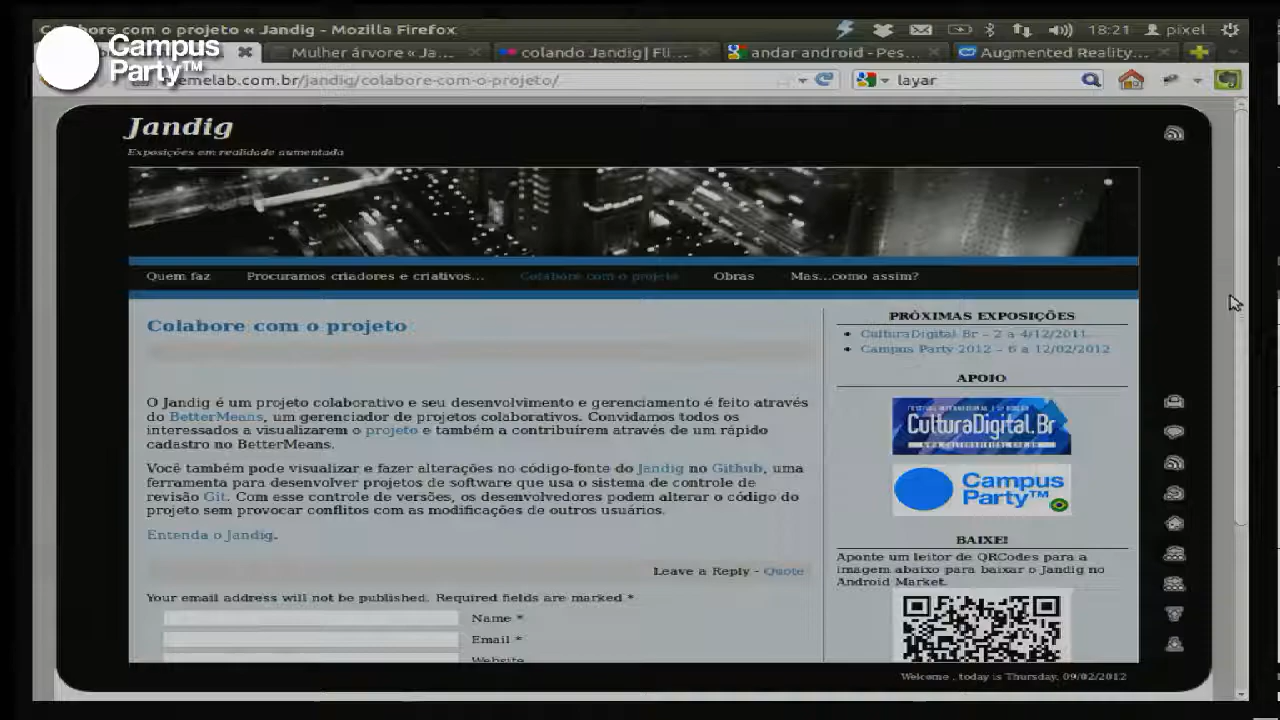 Colabore com o projeto « Jandig - Mozilla Firefox
18:21 pixel
Campus
Party™
Mulher árvore « Ja...
colando Jandig| Fli...
andar android - Pes...
Augmented Reality...
emelab.com.br/jandig/colabore-com-o-projeto/
layar
Jandig
Exposições em realidade aumentada
Quem faz
Procuramos criadores e criativos...
Colabore com o projeto
Obras
Mas...como assim?
Colabore com o projeto
O Jandig é um projeto colaborativo e seu desenvolvimento e gerenciamento é feito através
do BetterMeans, um gerenciador de projetos colaborativos. Convidamos todos os
interessados a visualizarem o projeto e também a contribuírem através de um rápido
cadastro no BetterMeans.
Você também pode visualizar e fazer alterações no código-fonte do Jandig no Github, uma
ferramenta para desenvolver projetos de software que usa o sistema de controle de
revisão Git. Com esse controle de versões, os desenvolvedores podem alterar o código do
projeto sem provocar conflitos com as modificações de outros usuários.
Entenda o Jandig.
Leave a Reply - Quote
Your email address will not be published. Required fields are marked *
Name *
Email *
Website
PRÓXIMAS EXPOSIÇÕES
CulturaDigital.Br – 2 a 4/12/2011
Campus Party 2012 – 6 a 12/02/2012
APOIO
CulturaDigital.Br
WWW.CULTURADIGITAL.ORG.BR
Campus
Party™
BAIXE!
Aponte um leitor de QRCodes para a
imagem abaixo para baixar o Jandig no
Android Market.
Welcome , today is Thursday, 09/02/2012